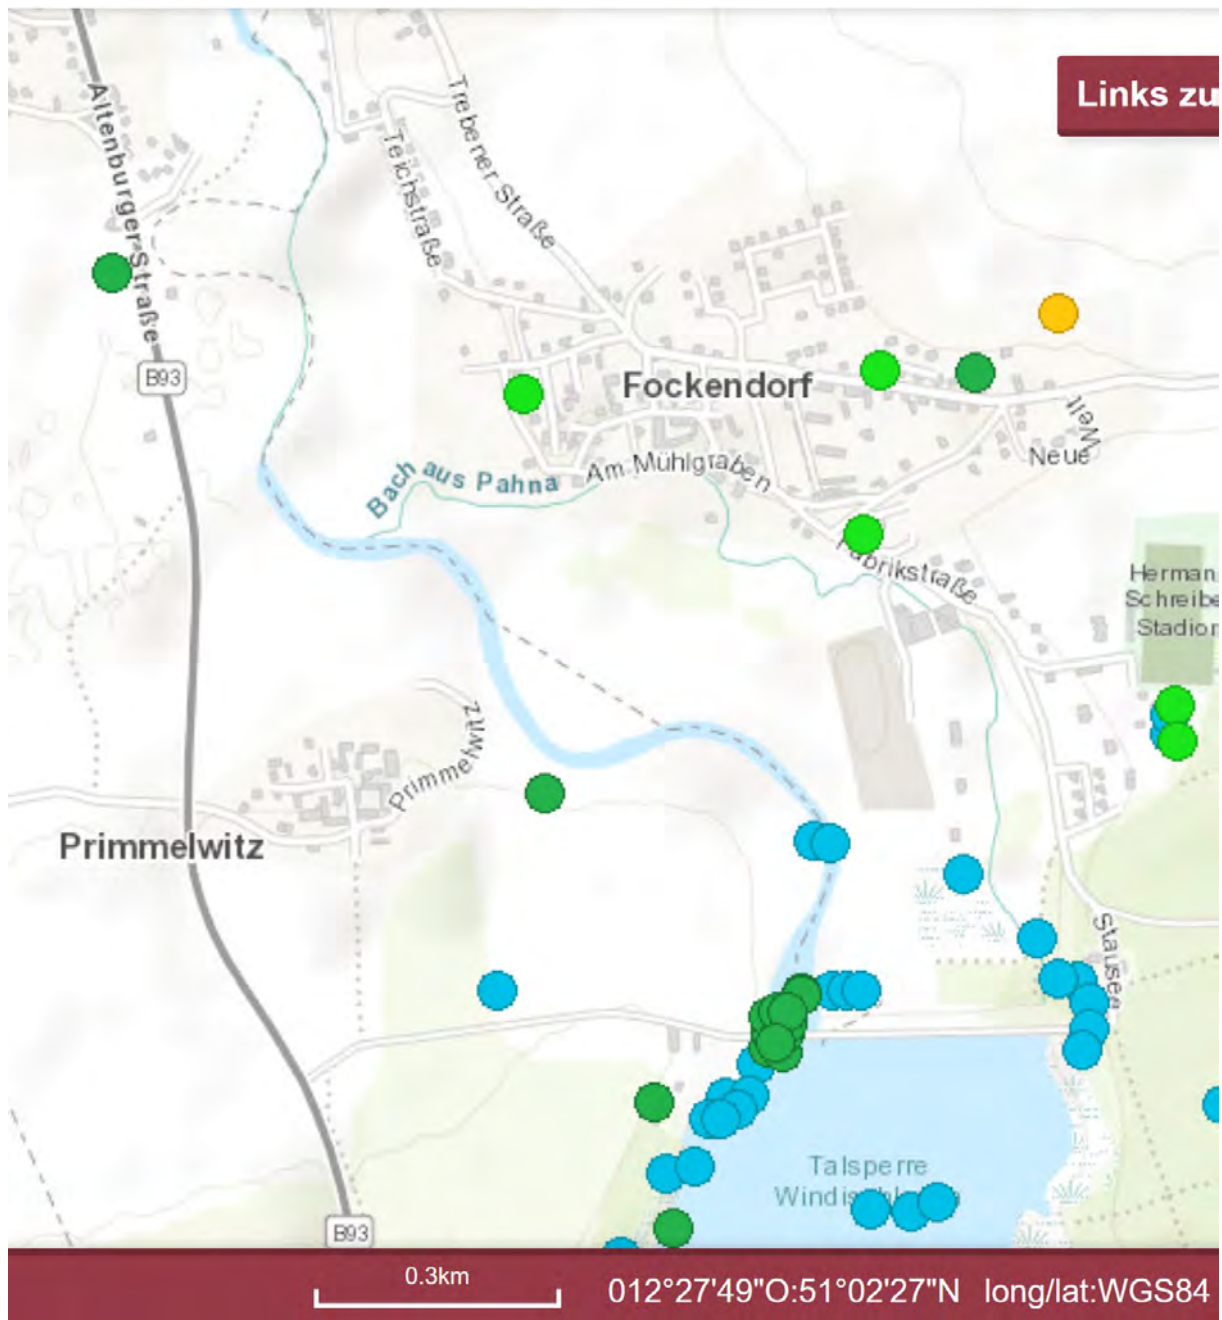 Links zu
Altenburger Straße
Trebener Straße
Teichstraße
B93
Fockendorf
Welt
Neue
Bach aus Pahna
Am Mühlgraben
Fabrikstraße
Herman
Schreibe
Stadion
Primmelwitz
Primmelwitz
Stausee
Talsperre
B93
0.3km
012°27'49"O:51°02'27"N long/lat:WGS84